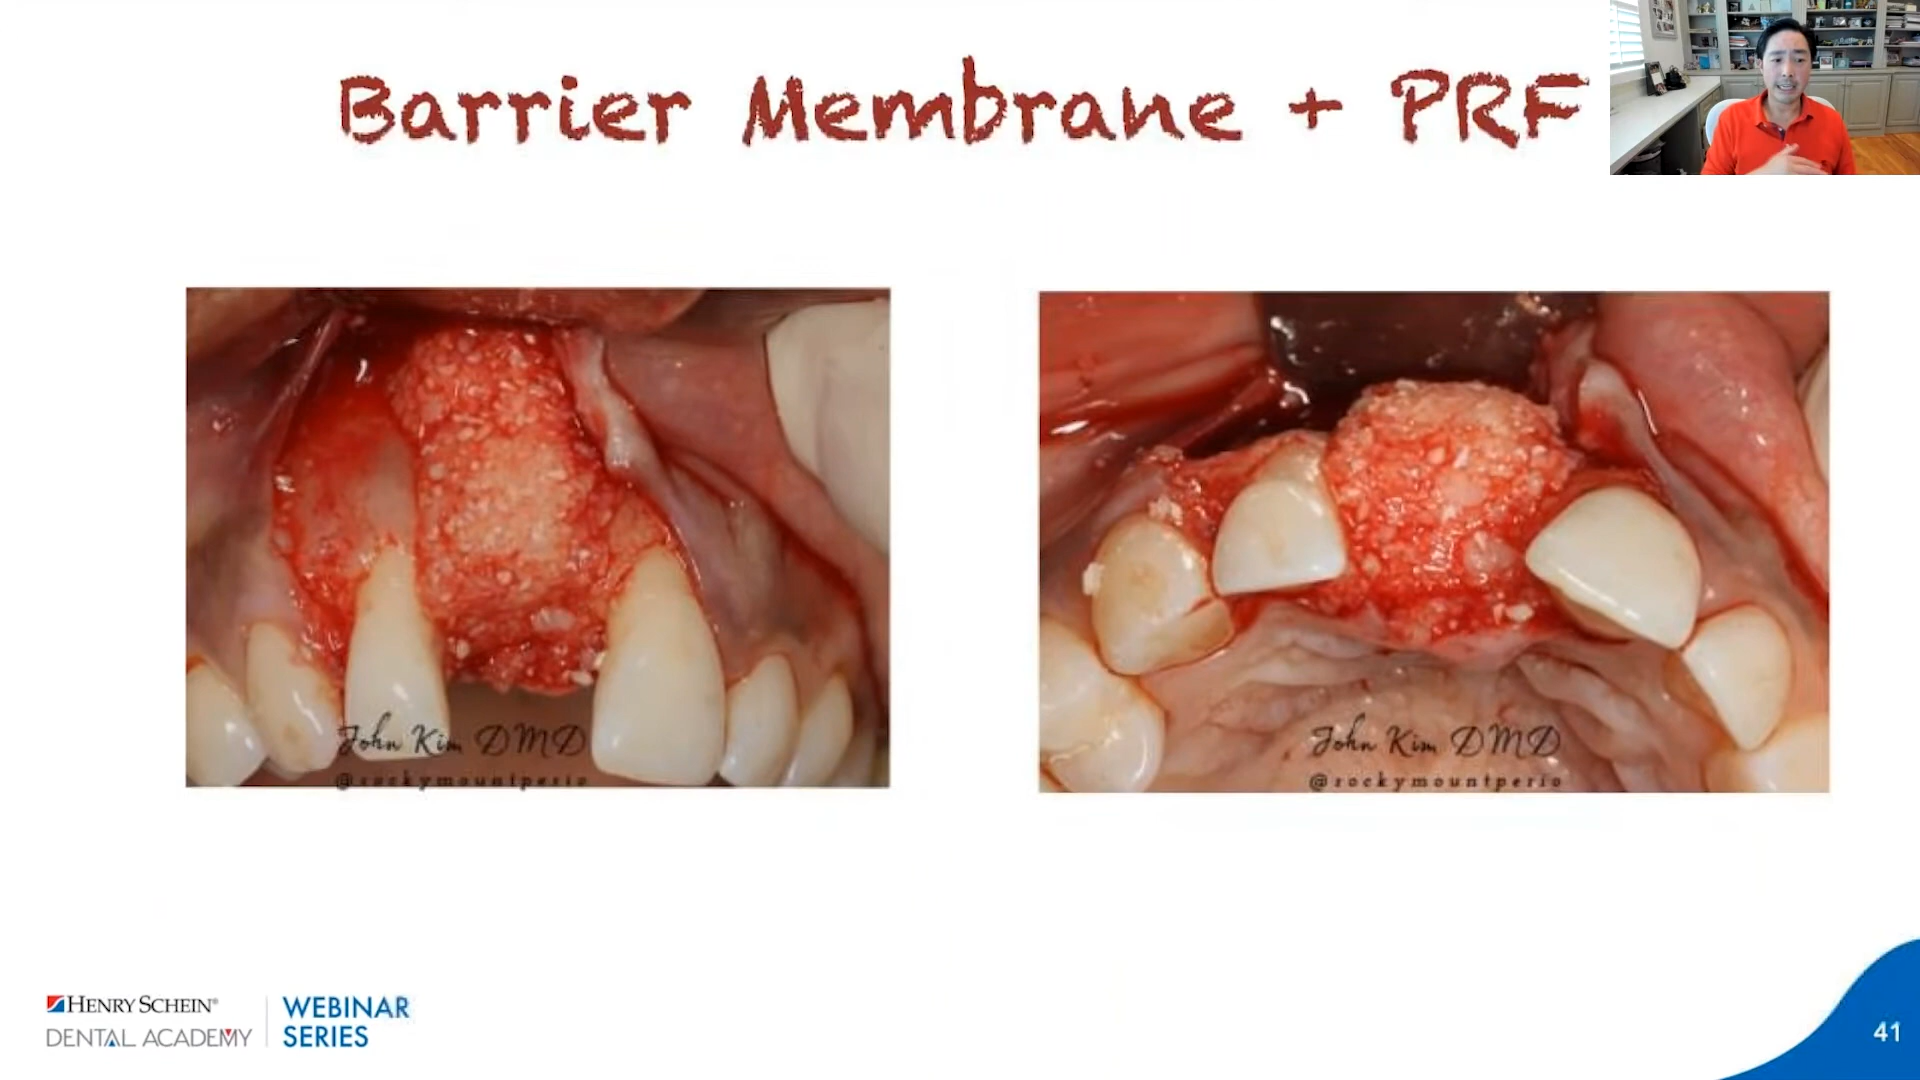 Barrier Membrane + PRF
John Kim DMD
@rockymountperio
John Kim DMD
@rockymountperio
HENRY SCHEIN®
DENTAL ACADEMY
WEBINAR
SERIES
41